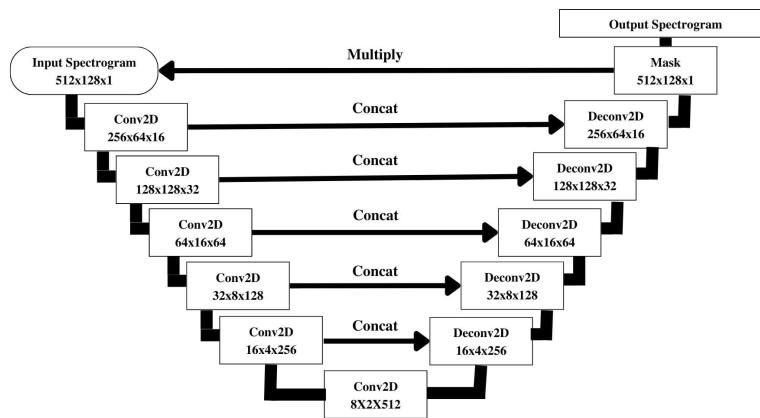 Output Spectrogram
Multiply
Input Spectrogram
512x128x1
Mask
512x128x1
Concat
Conv2D
256x64x16
Deconv2D
256x64x16
Concat
Conv2D
128x128x32
Deconv2D
128x128x32
Concat
Conv2D
64x16x64
Deconv2D
64x16x64
Concat
Conv2D
32x8x128
Deconv2D
32x8x128
Concat
Conv2D
16x4x256
Deconv2D
16x4x256
Conv2D
8X2X512